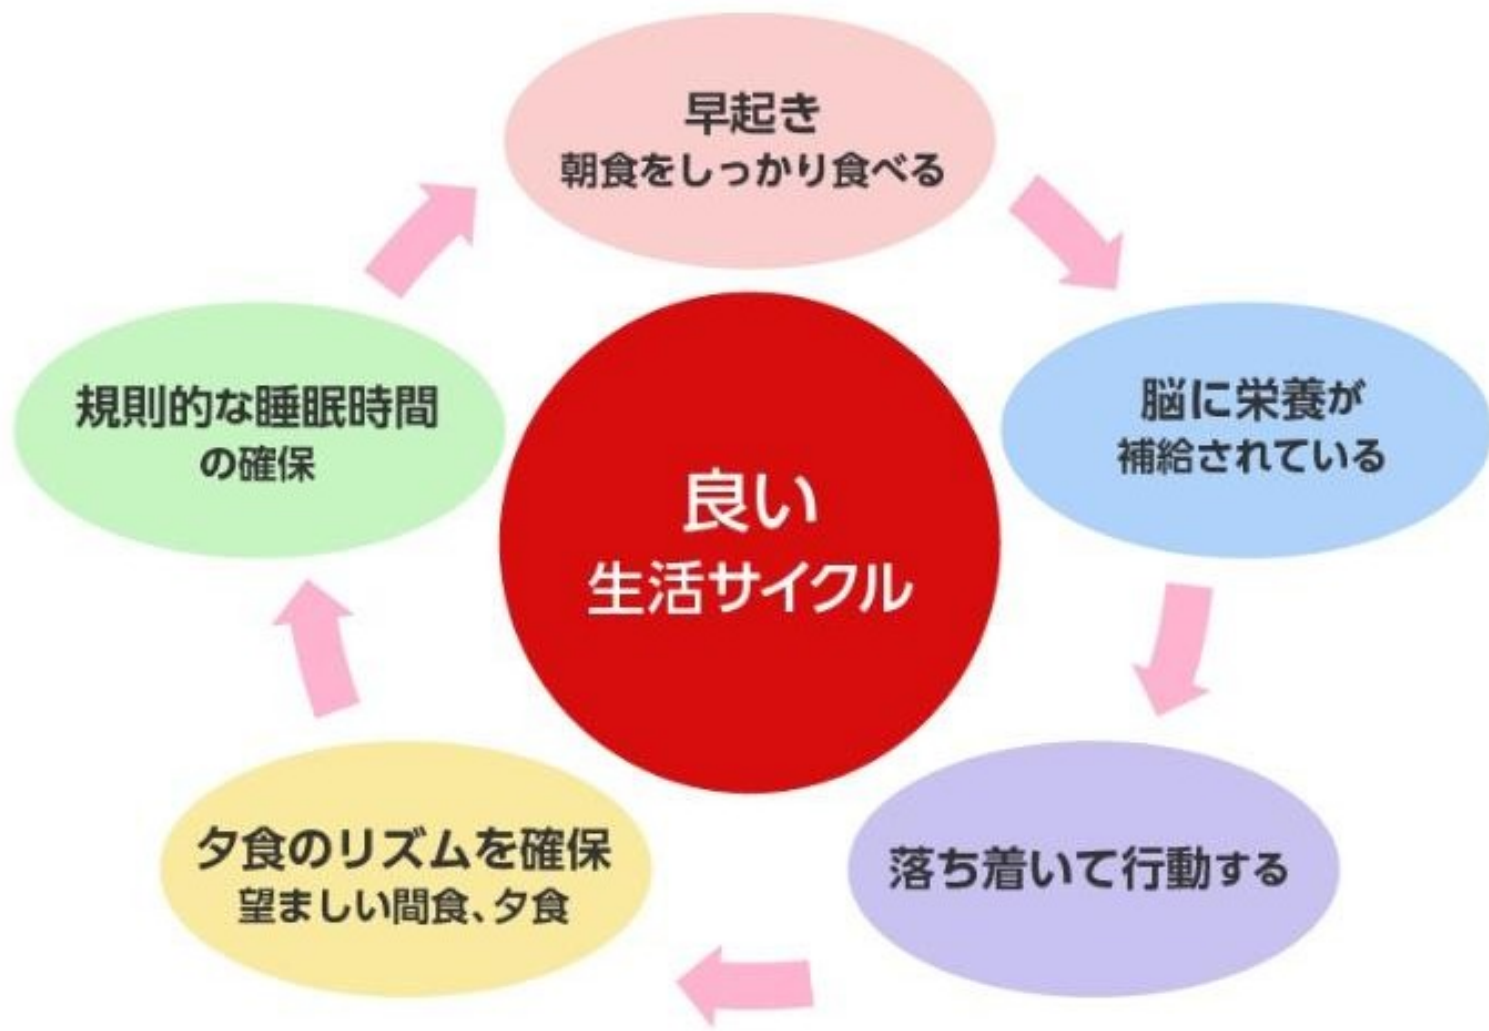 早起き
朝食をしっかり食べる
脳に栄養が
補給されている
落ち着いて行動する
夕食のリズムを確保
望ましい間食、夕食
規則的な睡眠時間
の確保
良い
生活サイクル